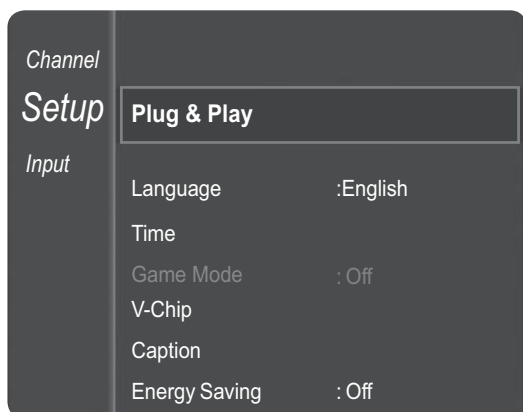 Channel
Setup
Input
Plug & Play
Language :English
Time
Game Mode : Off
V-Chip
Caption
Energy Saving : Off